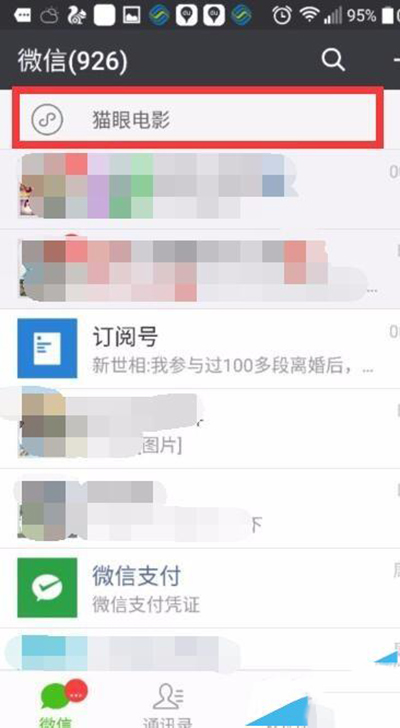 95%
微信(926)
猫眼电影
订阅号
新世相:我参与过100多段离婚后，...
...
[图片]
下
微信支付
微信支付凭证
微信
通讯录